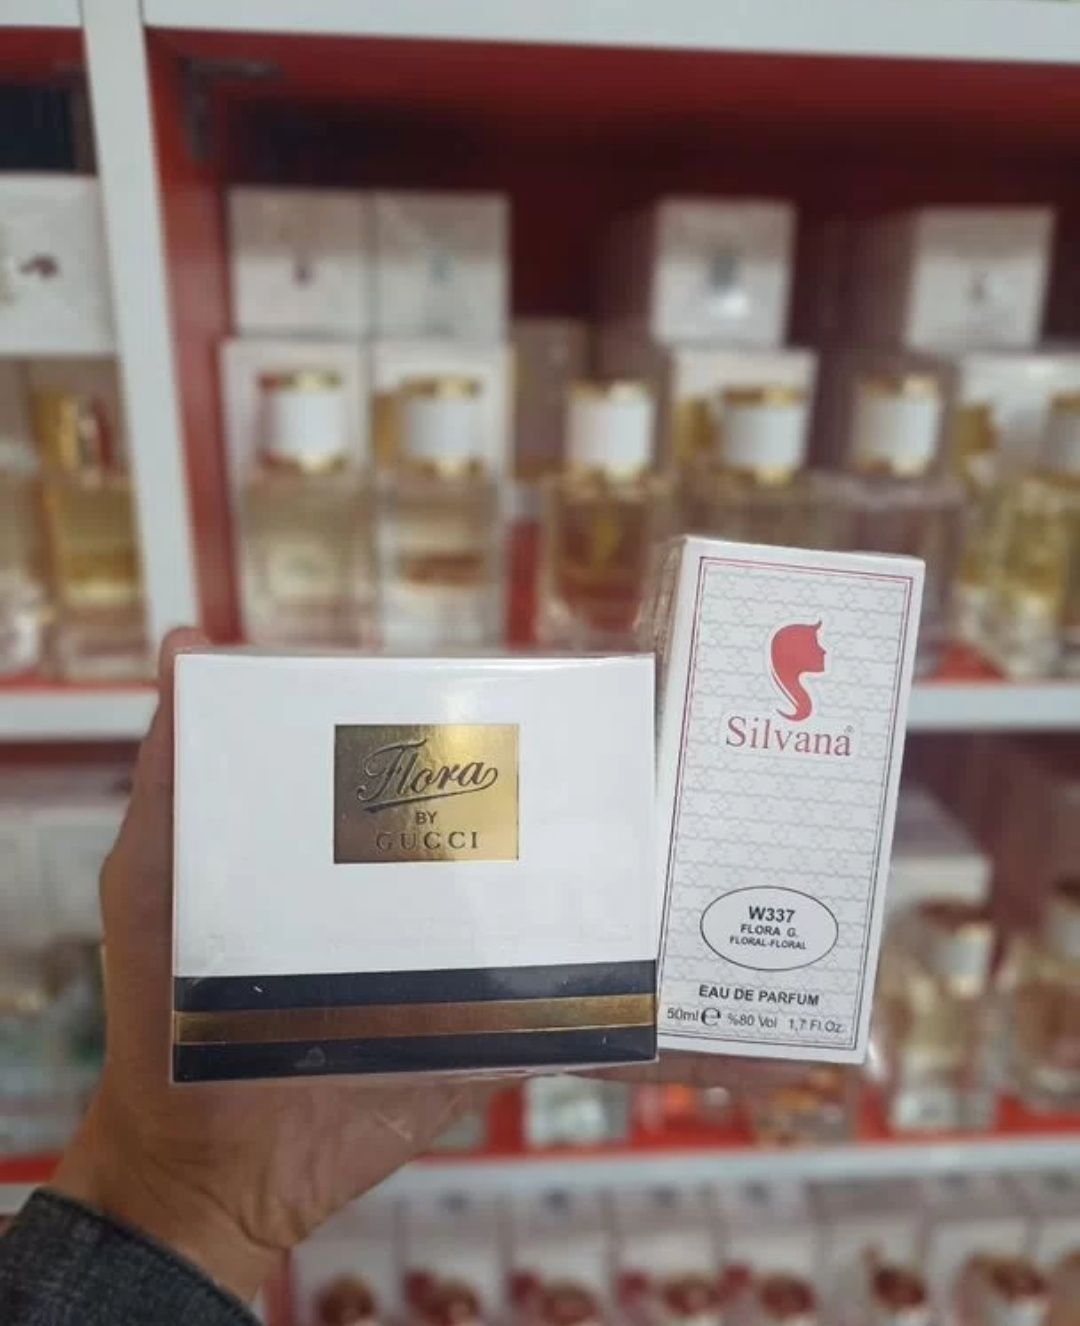 Flora
BY
GUCCI
Silvana®
W337
FLORA G.
FLORAL-FLORAL
EAU DE PARFUM
50ml ℮ %80 Vol 1,7 Fl.Oz.